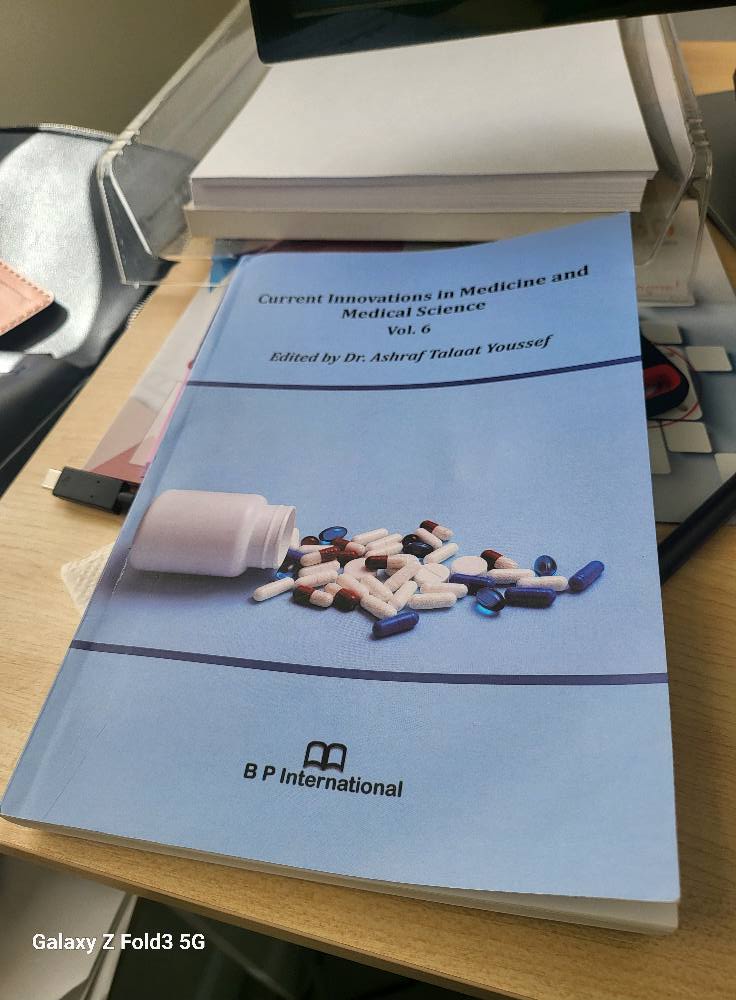 Current Innovations in Medicine and
Medical Science
Vol. 6
Edited by Dr. Ashraf Talaat Youssef
B P International
Galaxy Z Fold3 5G